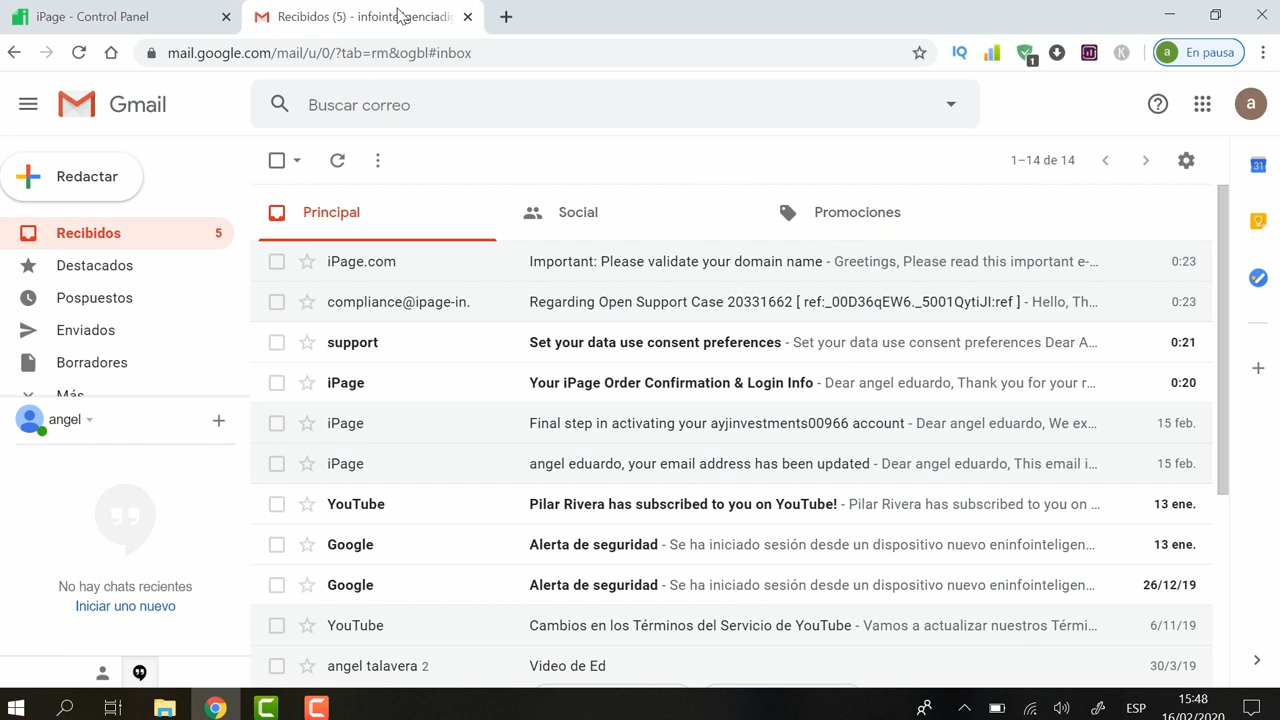 iPage - Control Panel
Recibidos (5) - infointeligenciadig
mail.google.com/mail/u/0/?tab=rm&ogbl#inbox
IQ
1
K
a En pausa
Gmail
Buscar correo
a
Redactar
1–14 de 14
31
Principal
Social
Promociones
Recibidos 5
Destacados
Pospuestos
Enviados
Borradores
Más
iPage.com Important: Please validate your domain name - Greetings, Please read this important e-... 0:23
compliance@ipage-in. Regarding Open Support Case 20331662 [ ref:_00D36qEW6._5001QytiJI:ref ] - Hello, Th... 0:23
support Set your data use consent preferences - Set your data use consent preferences Dear A... 0:21
iPage Your iPage Order Confirmation & Login Info - Dear angel eduardo, Thank you for your r... 0:20
iPage Final step in activating your ayjinvestments00966 account - Dear angel eduardo, We ex... 15 feb.
iPage angel eduardo, your email address has been updated - Dear angel eduardo, This email i... 15 feb.
YouTube Pilar Rivera has subscribed to you on YouTube! - Pilar Rivera has subscribed to you on ... 13 ene.
Google Alerta de seguridad - Se ha iniciado sesión desde un dispositivo nuevo eninfointeligen... 13 ene.
Google Alerta de seguridad - Se ha iniciado sesión desde un dispositivo nuevo eninfointeligen... 26/12/19
YouTube Cambios en los Términos del Servicio de YouTube - Vamos a actualizar nuestros Térmi... 6/11/19
angel talavera 2 Video de Ed 30/3/19
angel
No hay chats recientes
Iniciar uno nuevo
ESP
15:48
16/02/2020